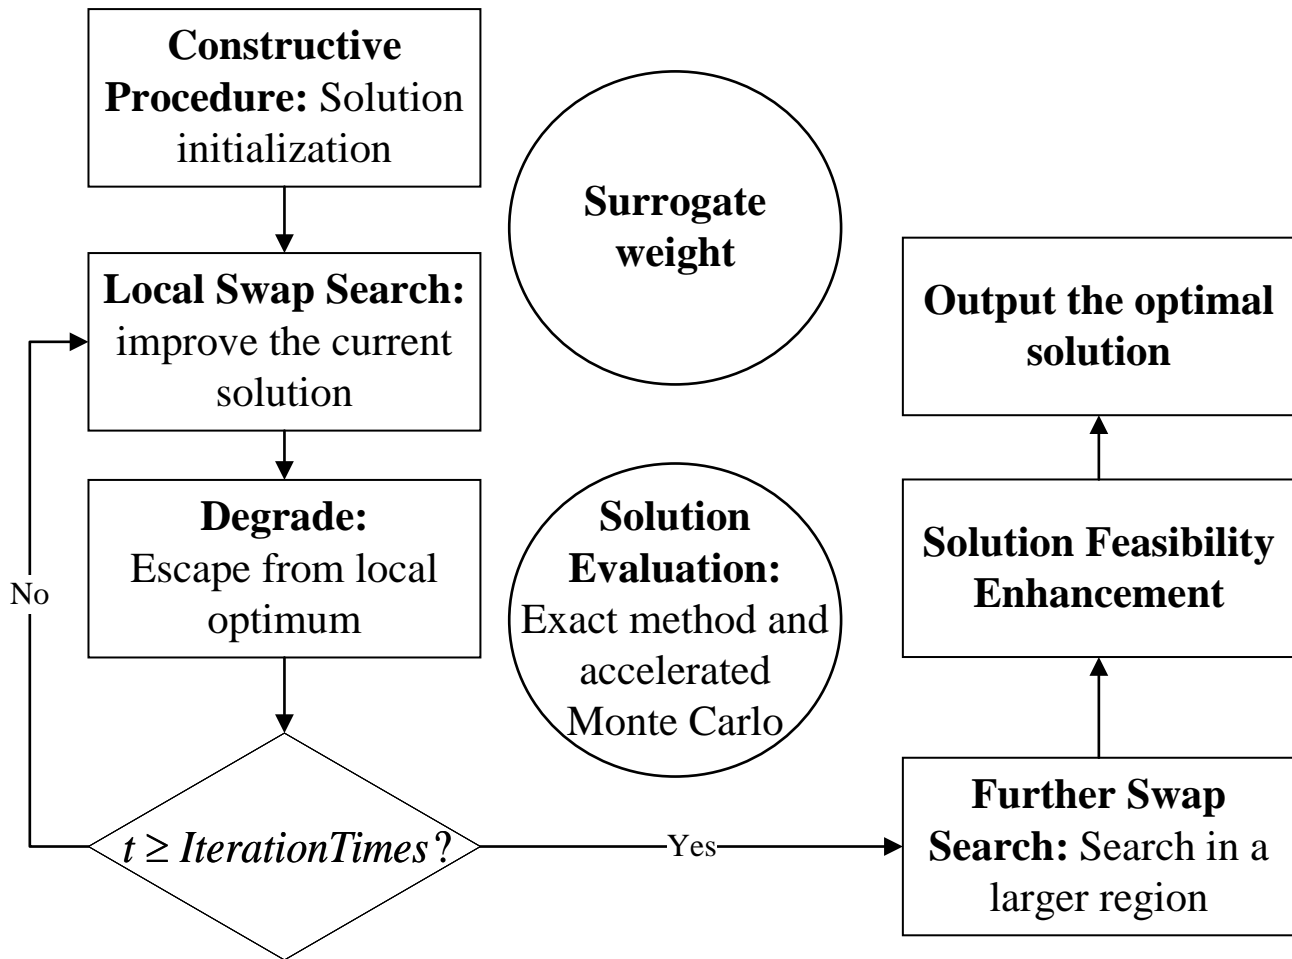 Constructive
Procedure: Solution
initialization
Local Swap Search:
improve the current
solution
Degrade:
Escape from local
optimum
No
t ≥ IterationTimes?
Yes
Surrogate
weight
Solution
Evaluation:
Exact method and
accelerated
Monte Carlo
Further Swap
Search: Search in a
larger region
Solution Feasibility
Enhancement
Output the optimal
solution